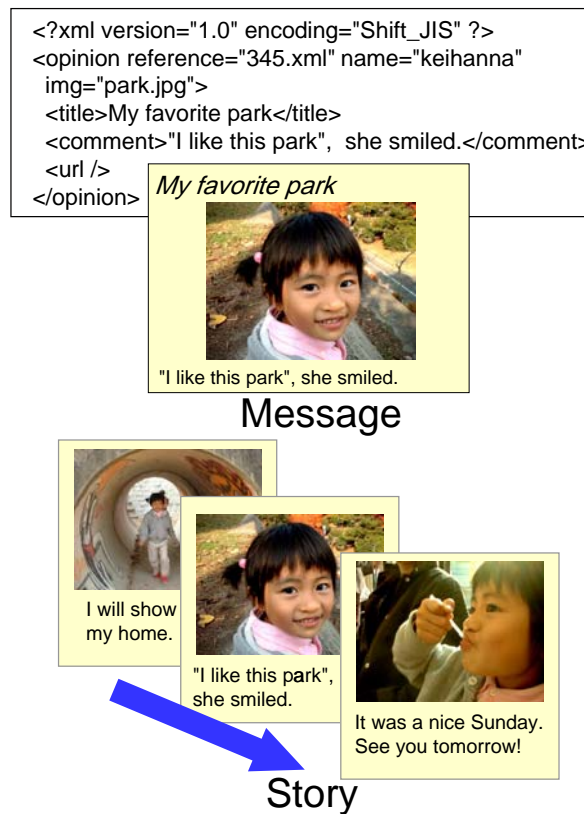 <?xml version="1.0" encoding="Shift_JIS" ?>
<opinion reference="345.xml" name="keihanna"
img="park.jpg">
<title>My favorite park</title>
<comment>"I like this park",  she smiled.</comment>
<url />
</opinion>
My favorite park
"I like this park", she smiled.
Message
I will show
my home.
"I like this park",
she smiled.
It was a nice Sunday.
See you tomorrow!
Story